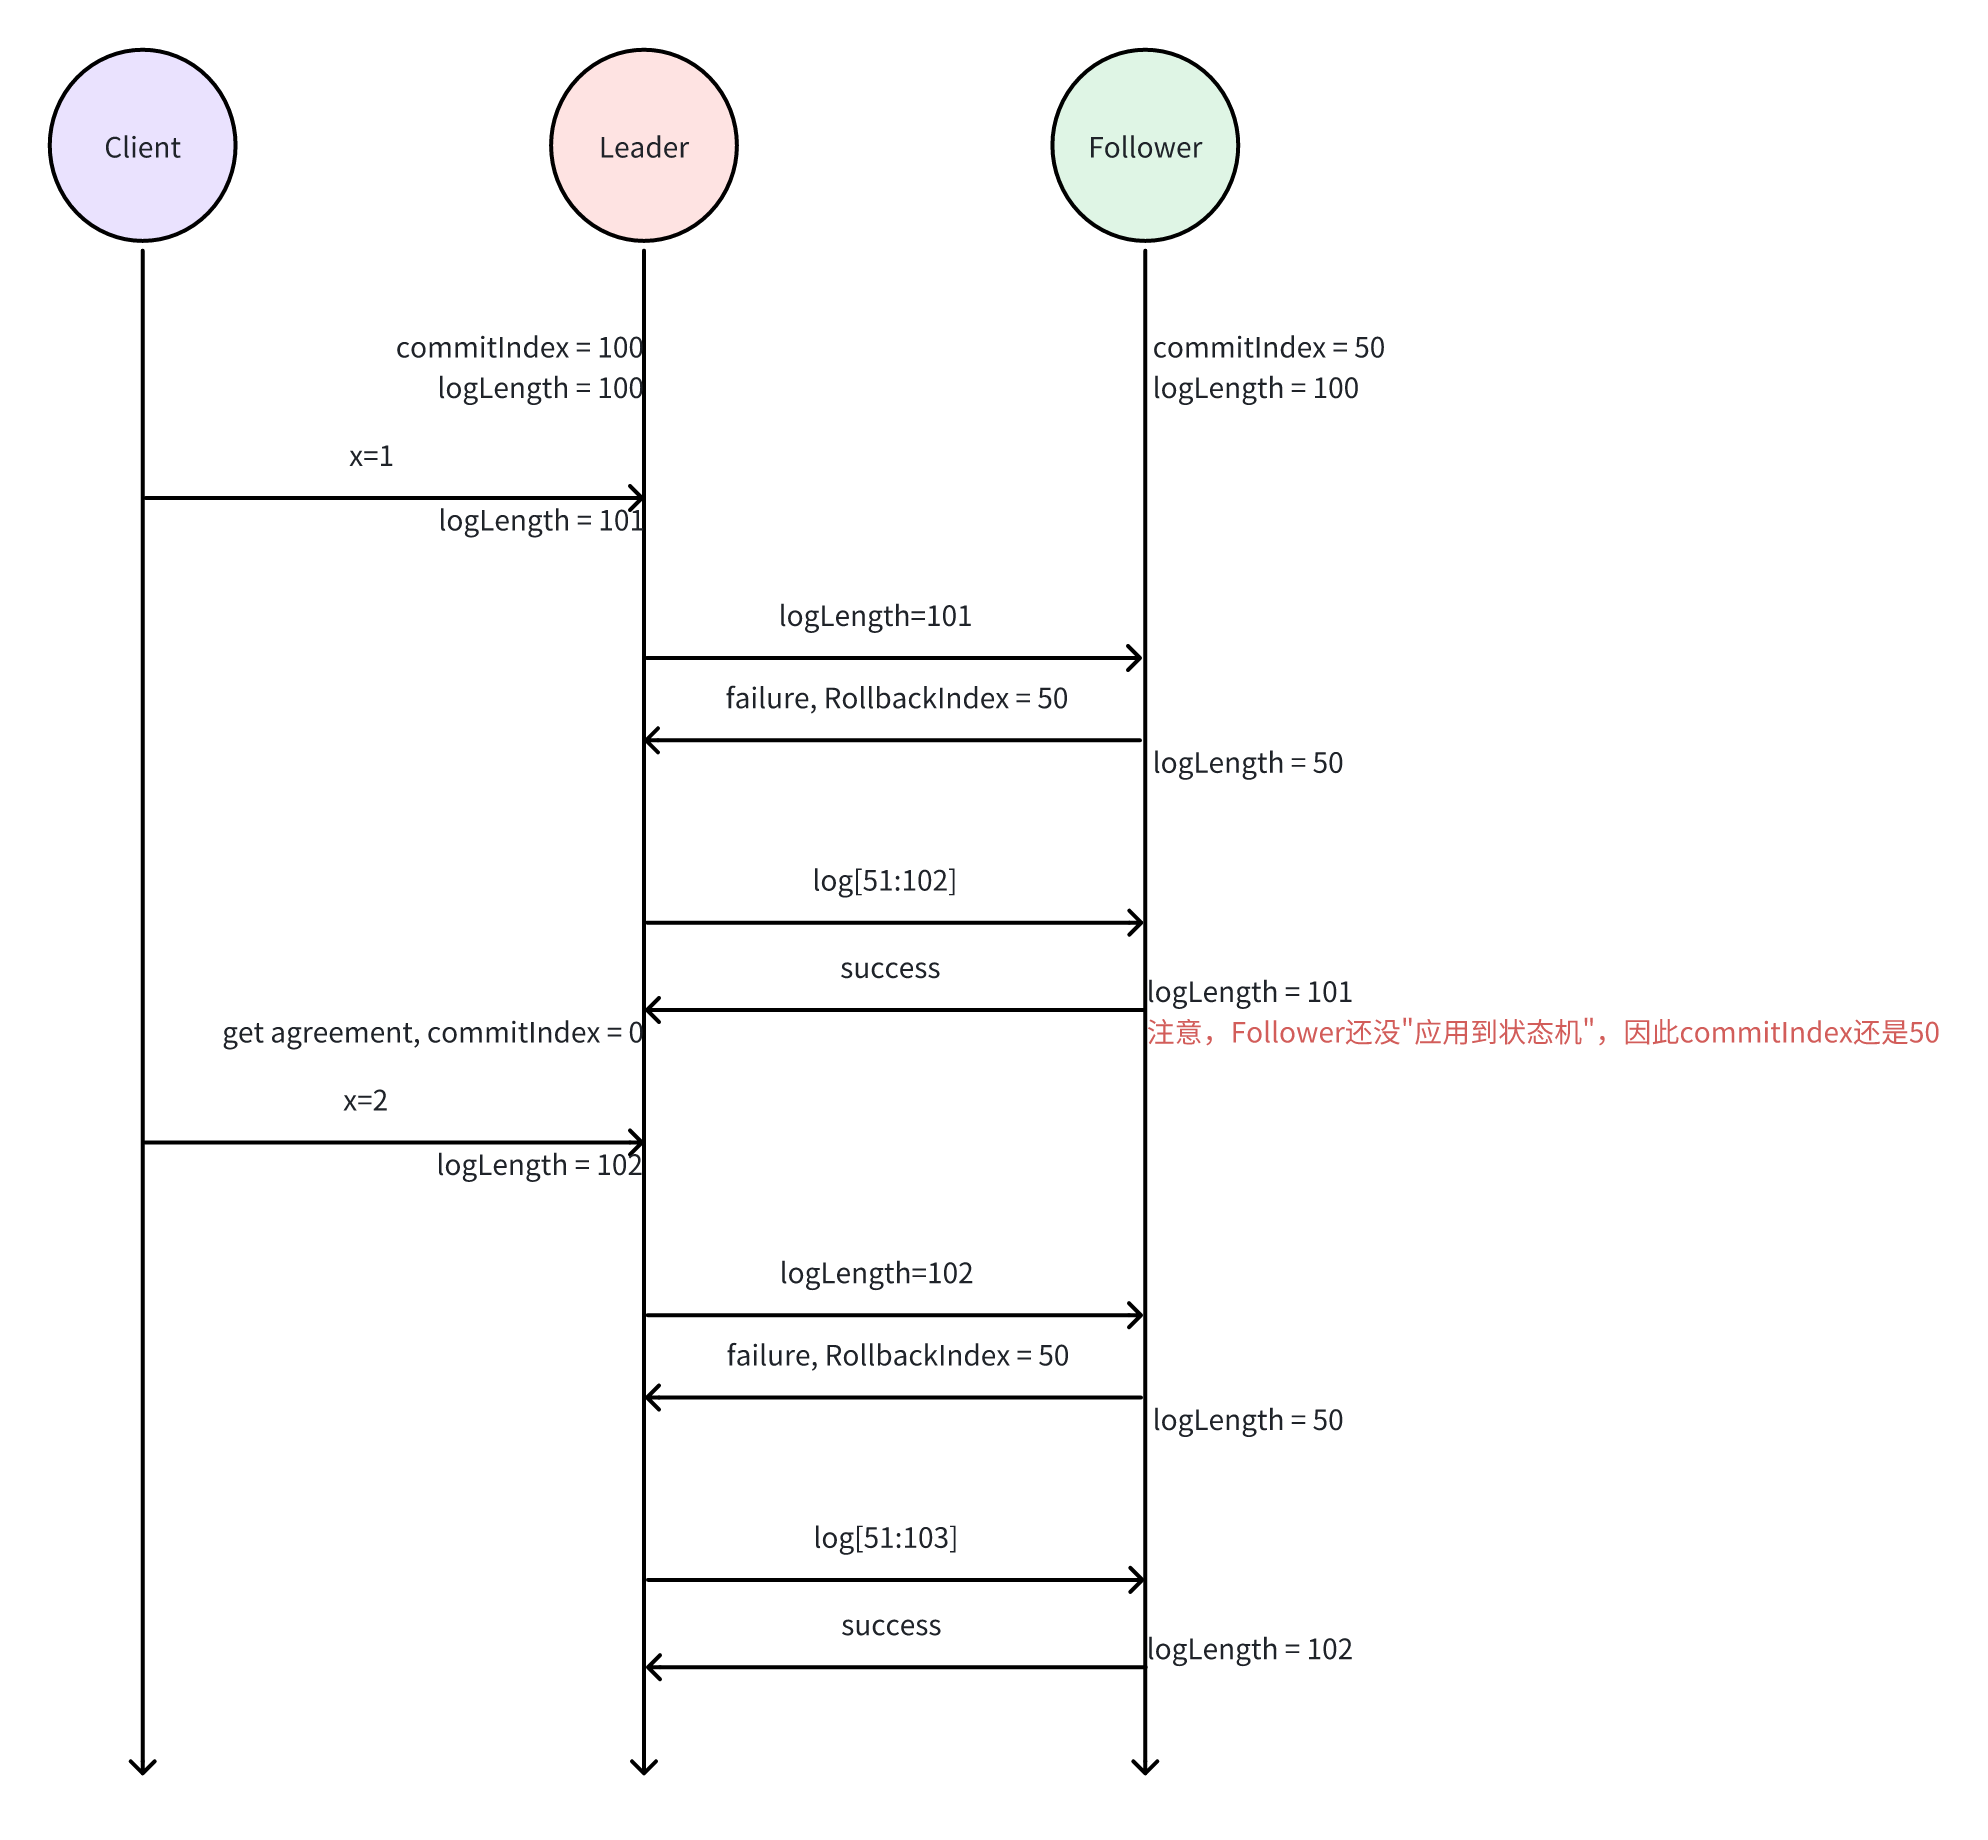 Client
Leader
Follower
commitIndex = 100
logLength = 100
commitIndex = 50
logLength = 100
x=1
logLength = 101
logLength=101
failure, RollbackIndex = 50
logLength = 50
log[51:102]
success
logLength = 101
get agreement, commitIndex = 0
注意，Follower还没"应用到状态机"，因此commitIndex还是50
x=2
logLength = 102
logLength=102
failure, RollbackIndex = 50
logLength = 50
log[51:103]
success
logLength = 102